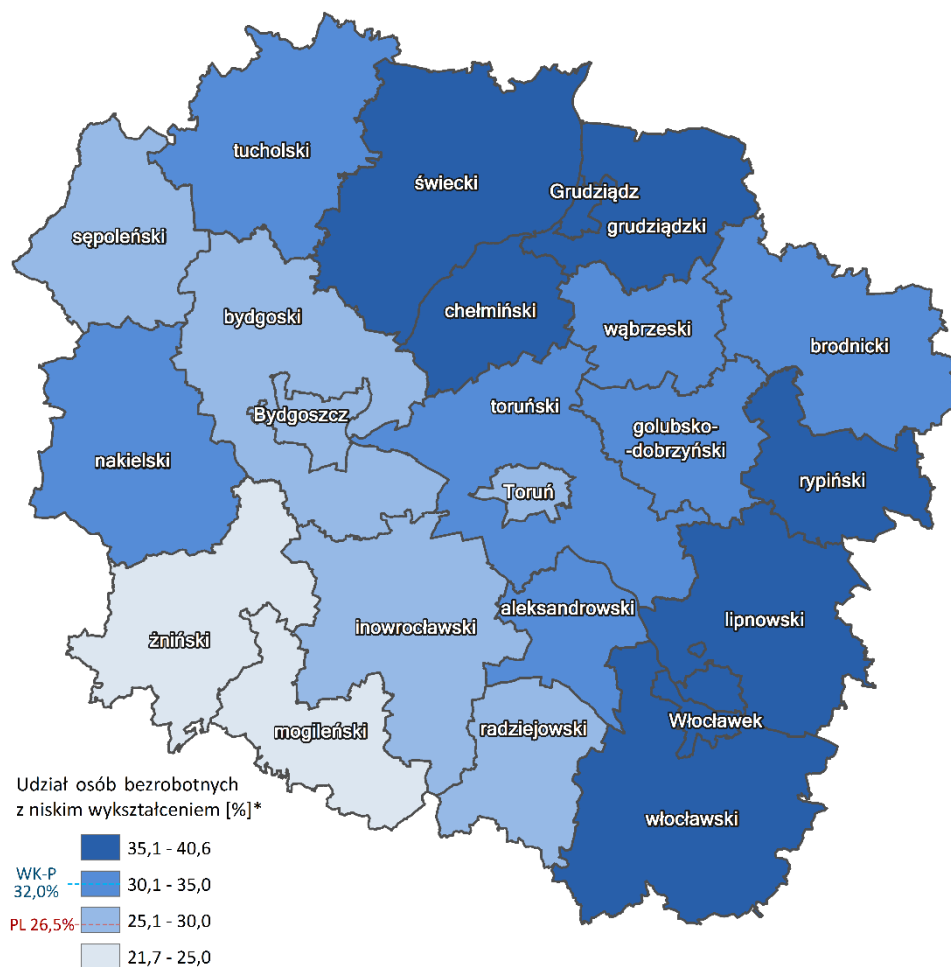 tucholski
świecki
Grudziądz
grudziądzki
sępoleński
chełmiński
bydgoski
wąbrzeski
brodnicki
toruński
Bydgoszcz
golubsko-
-dobrzyński
nakielski
rypiński
Toruń
aleksandrowski
lipnowski
inowrocławski
żniński
Włocławek
mogileński
radziejowski
włocławski
Udział osób bezrobotnych
z niskim wykształceniem [%]*
35,1 - 40,6
WK-P
32,0%
30,1 - 35,0
PL 26,5%
25,1 - 30,0
21,7 - 25,0